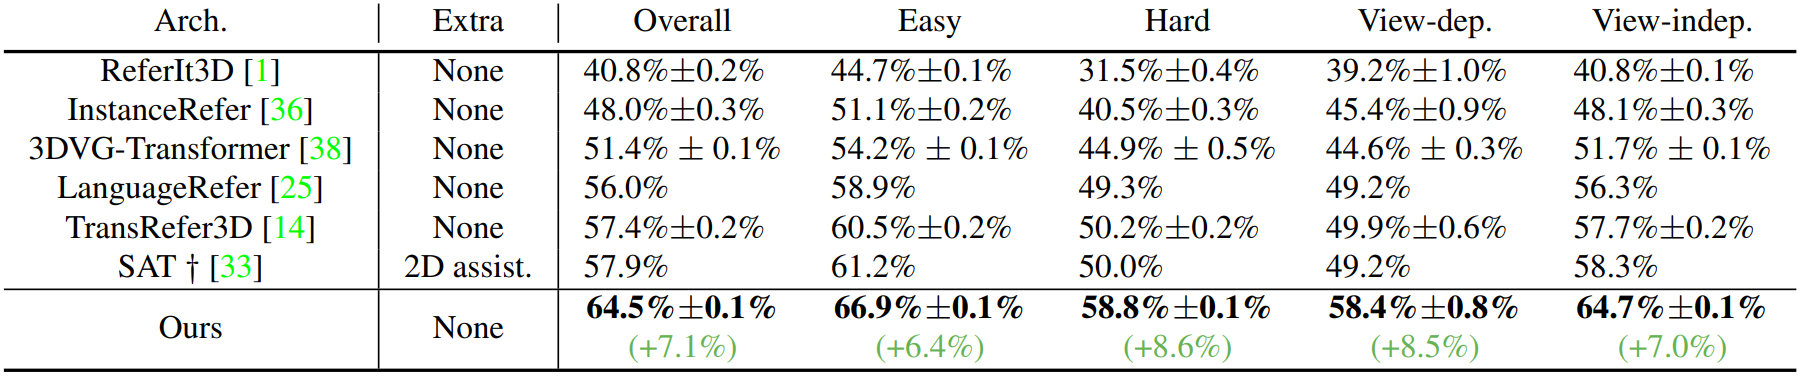 Arch. Extra Overall Easy Hard View-dep. View-indep.
ReferIt3D [1] None 40.8%±0.2% 44.7%±0.1% 31.5%±0.4% 39.2%±1.0% 40.8%±0.1%
InstanceRefer [36] None 48.0%±0.3% 51.1%±0.2% 40.5%±0.3% 45.4%±0.9% 48.1%±0.3%
3DVG-Transformer [38] None 51.4% ± 0.1% 54.2% ± 0.1% 44.9% ± 0.5% 44.6% ± 0.3% 51.7% ± 0.1%
LanguageRefer [25] None 56.0% 58.9% 49.3% 49.2% 56.3%
TransRefer3D [14] None 57.4%±0.2% 60.5%±0.2% 50.2%±0.2% 49.9%±0.6% 57.7%±0.2%
SAT † [33] 2D assist. 57.9% 61.2% 50.0% 49.2% 58.3%
Ours None 64.5%±0.1% 66.9%±0.1% 58.8%±0.1% 58.4%±0.8% 64.7%±0.1%
(+7.1%) (+6.4%) (+8.6%) (+8.5%) (+7.0%)